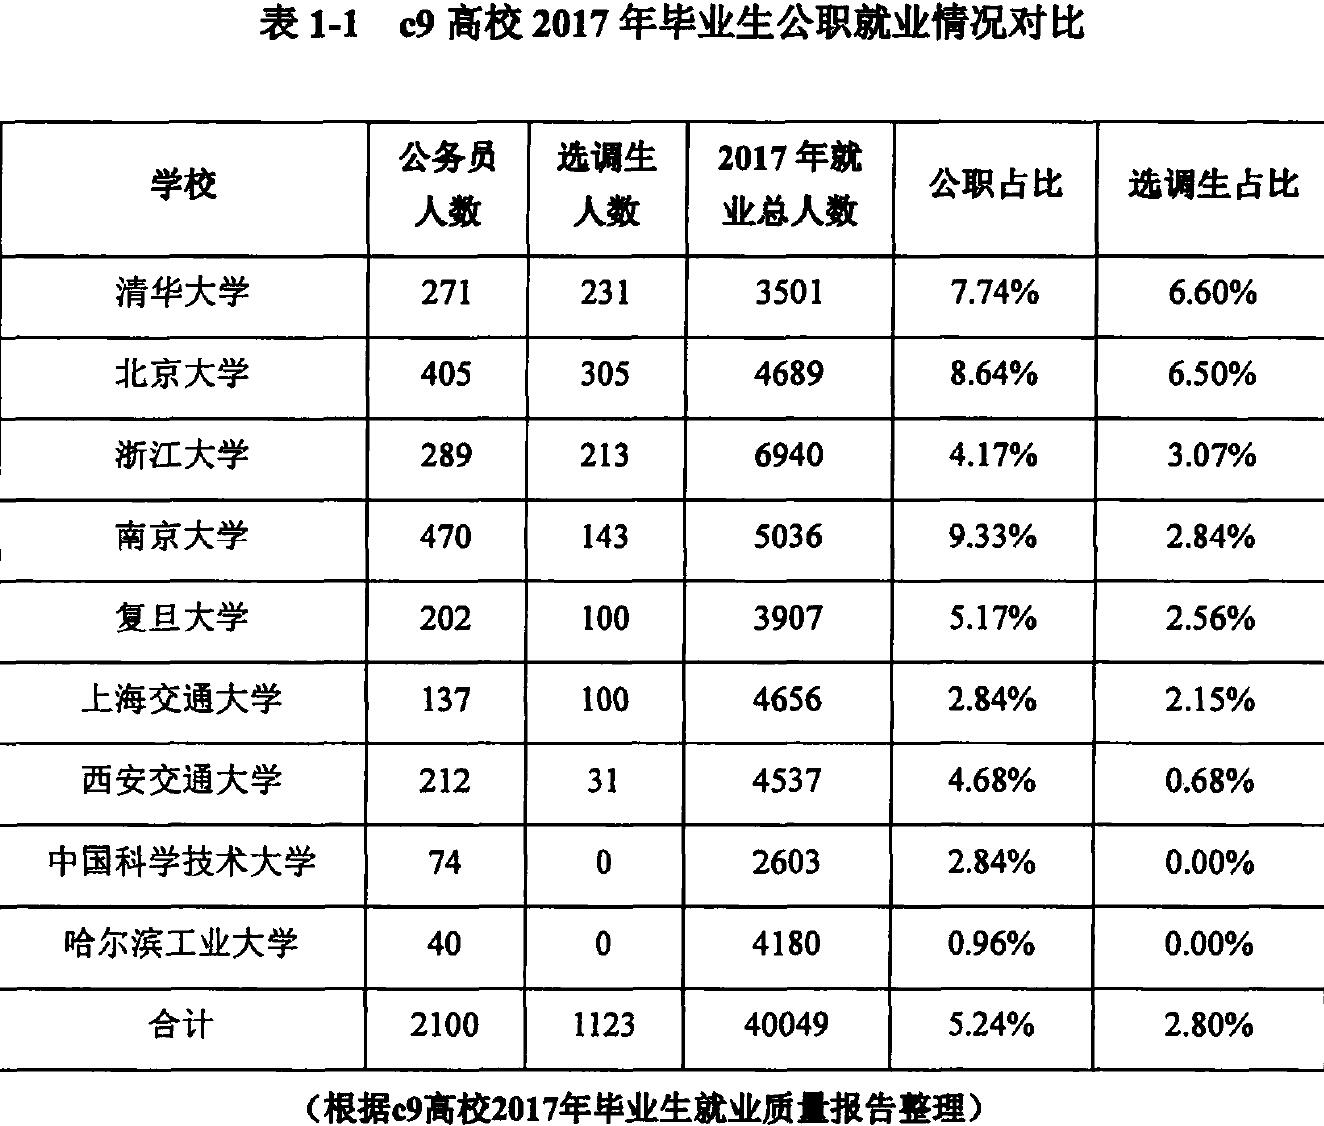 表 1-1 c9 高校 2017 年毕业生公职就业情况对比
学校 公务员人数 选调生人数 2017 年就业总人数 公职占比 选调生占比
清华大学 271 231 3501 7.74% 6.60%
北京大学 405 305 4689 8.64% 6.50%
浙江大学 289 213 6940 4.17% 3.07%
南京大学 470 143 5036 9.33% 2.84%
复旦大学 202 100 3907 5.17% 2.56%
上海交通大学 137 100 4656 2.84% 2.15%
西安交通大学 212 31 4537 4.68% 0.68%
中国科学技术大学 74 0 2603 2.84% 0.00%
哈尔滨工业大学 40 0 4180 0.96% 0.00%
合计 2100 1123 40049 5.24% 2.80%
（根据c9高校2017年毕业生就业质量报告整理）